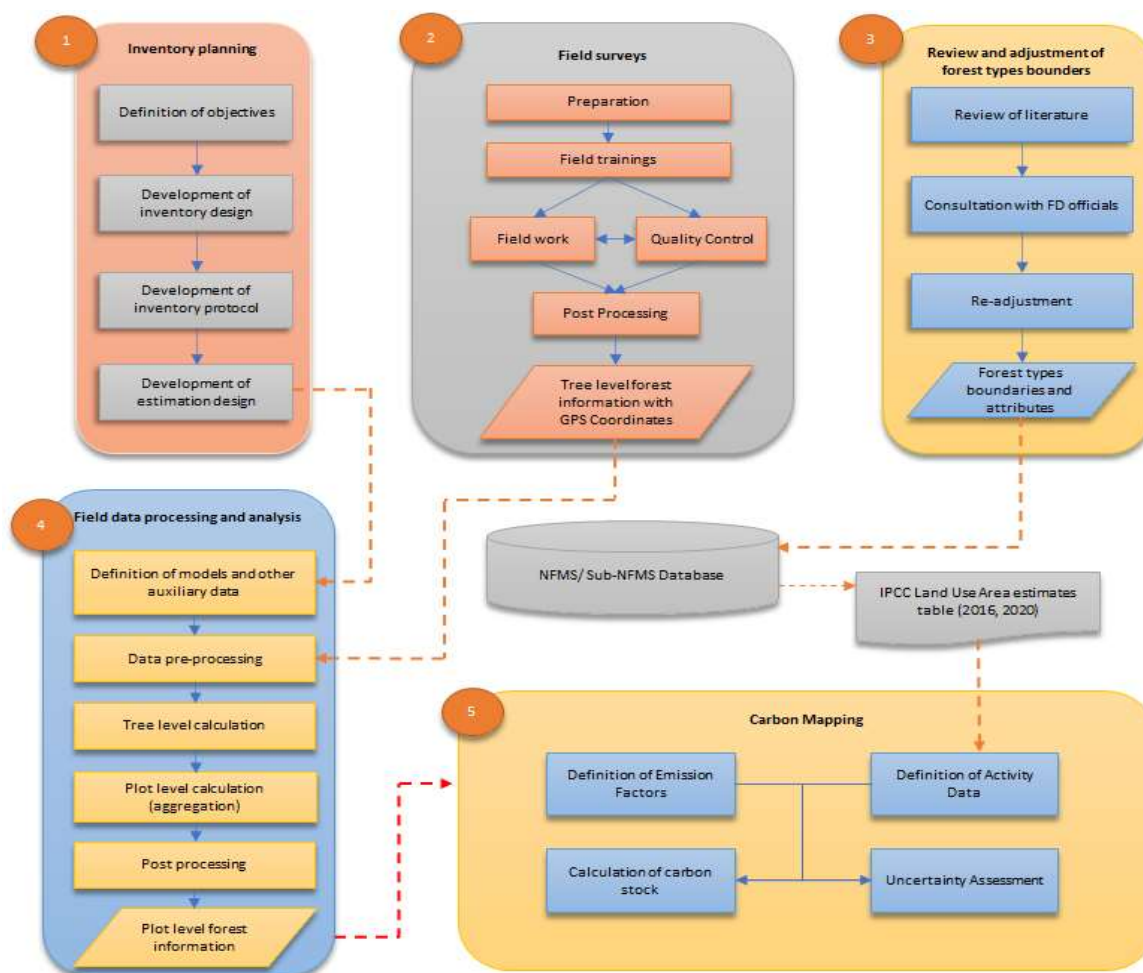 1
Inventory planning
Definition of objectives
Development of
inventory design
Development of
inventory protocol
Development of
estimation design
2
Field surveys
Preparation
Field trainings
Field work
Quality Control
Post Processing
Tree level forest
information with
GPS Coordinates
3
Review and adjustment of
forest types bounders
Review of literature
Consultation with FD officials
Re-adjustment
Forest types
boundaries and
attributes
4
Field data processing and analysis
Definition of models and other
auxiliary data
Data pre-processing
Tree level calculation
Plot level calculation
(aggregation)
Post processing
Plot level forest
information
NFMS/ Sub-NFMS Database
IPCC Land Use Area estimates
table (2016, 2020)
5
Carbon Mapping
Definition of Emission
Factors
Definition of Activity
Data
Calculation of carbon
stock
Uncertainty Assessment